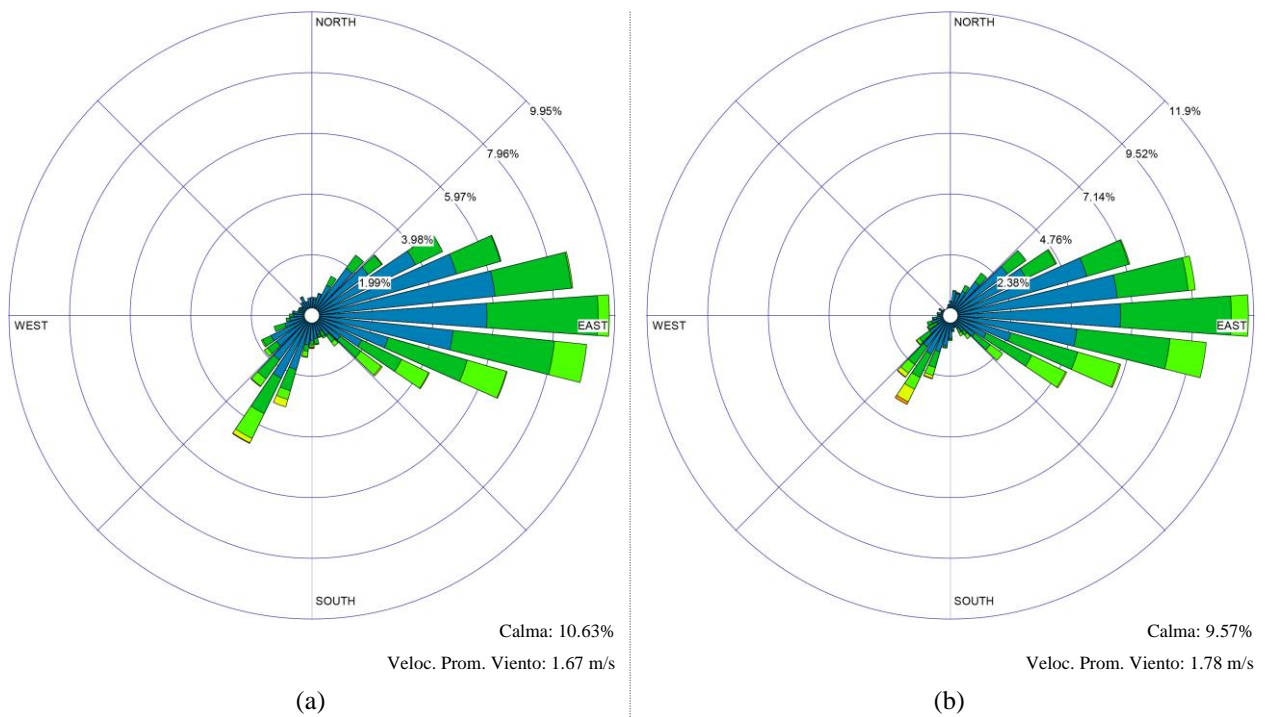 NORTH
9.95%
7.96%
5.97%
3.98%
1.99%
WEST
EAST
SOUTH
Calma: 10.63%
Veloc. Prom. Viento: 1.67 m/s
(a)
NORTH
11.9%
9.52%
7.14%
4.76%
2.38%
WEST
EAST
SOUTH
Calma: 9.57%
Veloc. Prom. Viento: 1.78 m/s
(b)